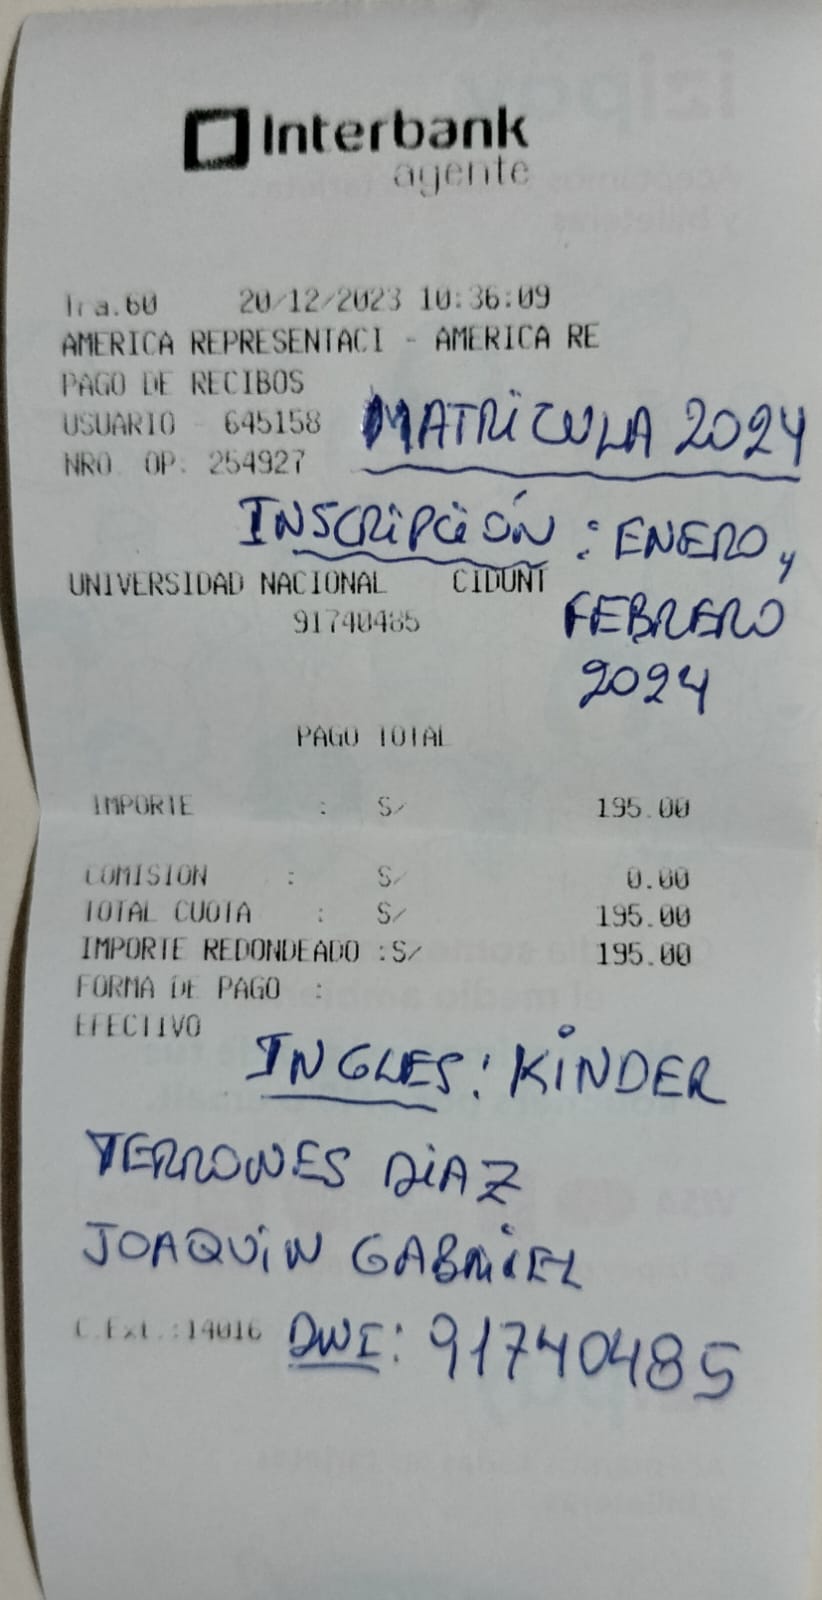 Interbank
agente
Tra.60 20/12/2023 10:36:09
AMERICA REPRESENTACI - AMERICA RE
PAGO DE RECIBOS
USUARIO - 645158
MATRICULA 2024
NRO OP: 254927
INSCRIPCIÓN : ENERO y
UNIVERSIDAD NACIONAL CIDUNT
FEBRERO
91740485
2024
PAGO TOTAL
IMPORTE : S/ 195.00
COMISION : S/ 0.00
TOTAL CUOTA : S/ 195.00
IMPORTE REDONDEADO :S/ 195.00
FORMA DE PAGO :
EFECTIVO
INGLES: KINDER
TERRONES DIAZ
JOAQUIN GABRIEL
C.Ext.:14016 DNI: 91740485